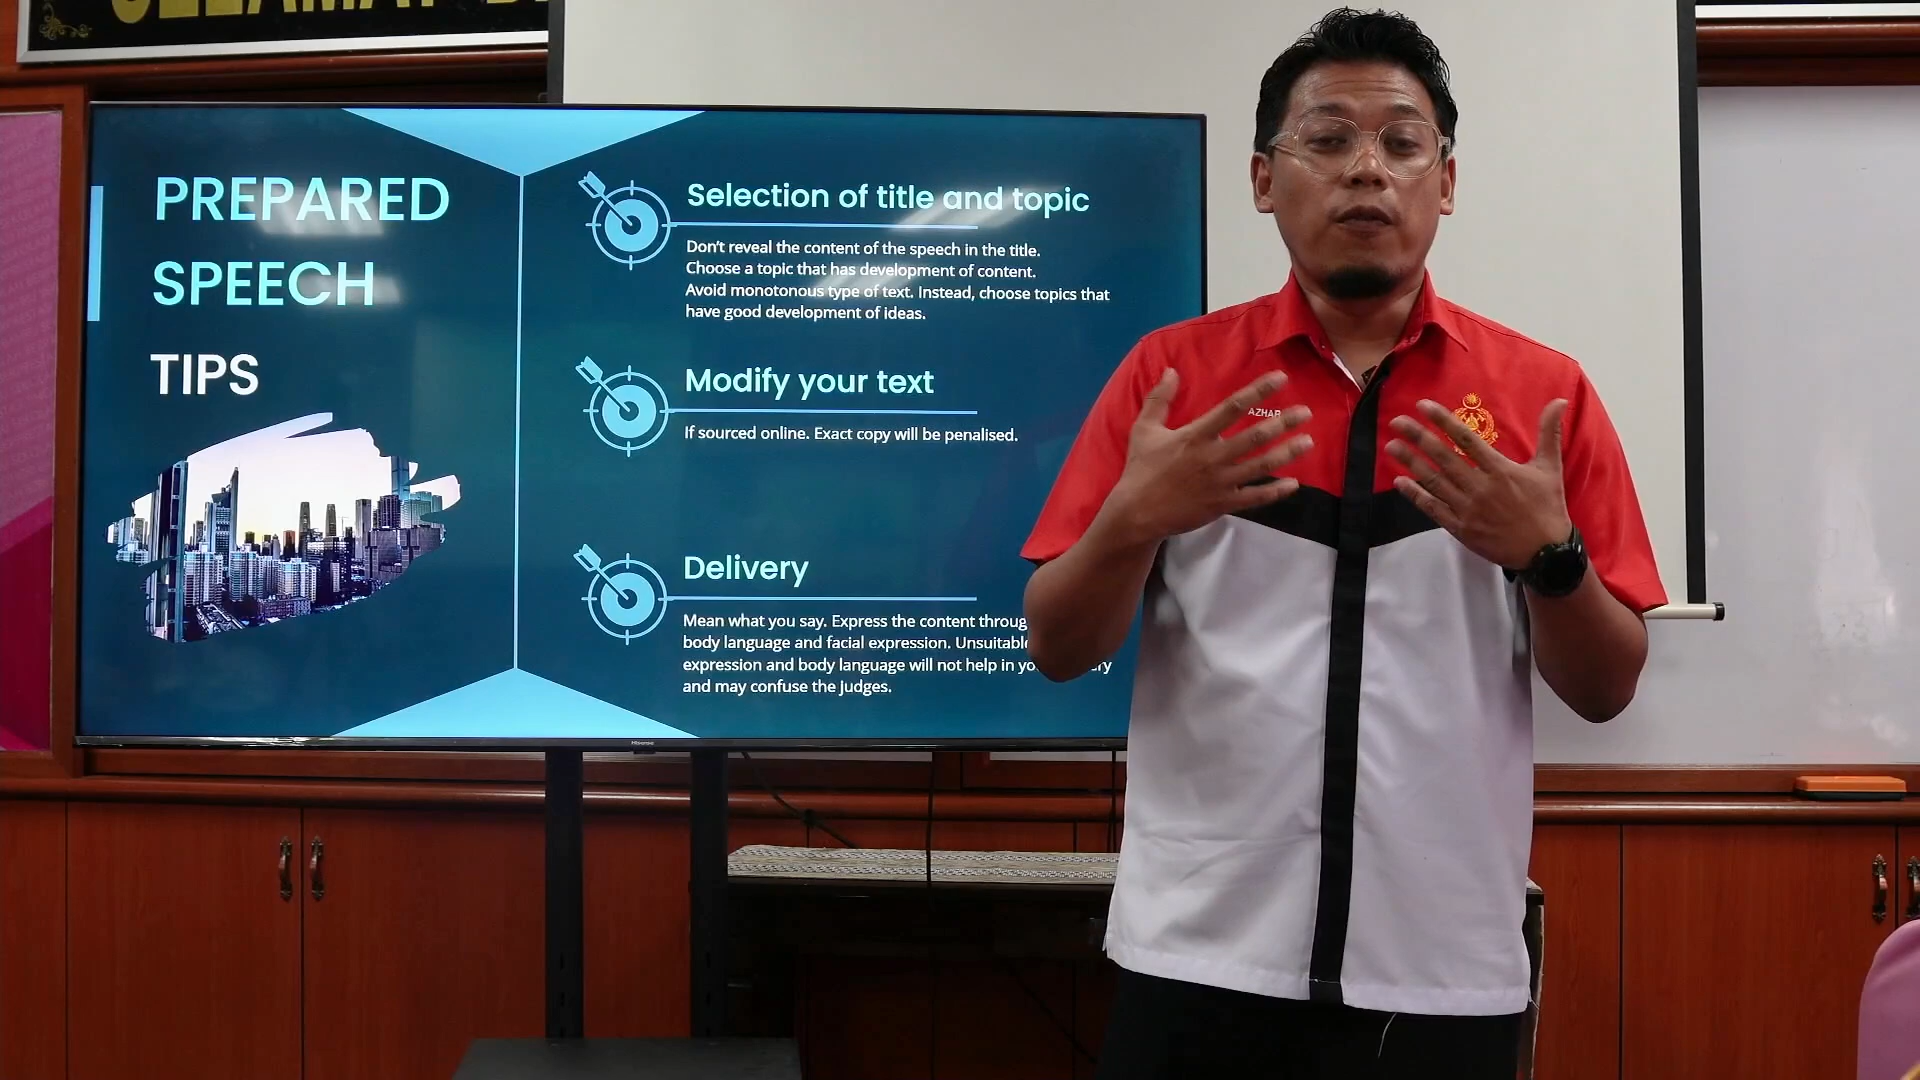 PREPARED
SPEECH
TIPS
Selection of title and topic
Don't reveal the content of the speech in the title.
Choose a topic that has development of content.
Avoid monotonous type of text. Instead, choose topics that
have good development of ideas.
Modify your text
If sourced online. Exact copy will be penalised.
Delivery
Mean what you say. Express the content
body language and facial expression.
expression and body language will not help in
and may confuse the Judges.
Hisense
AZHAR